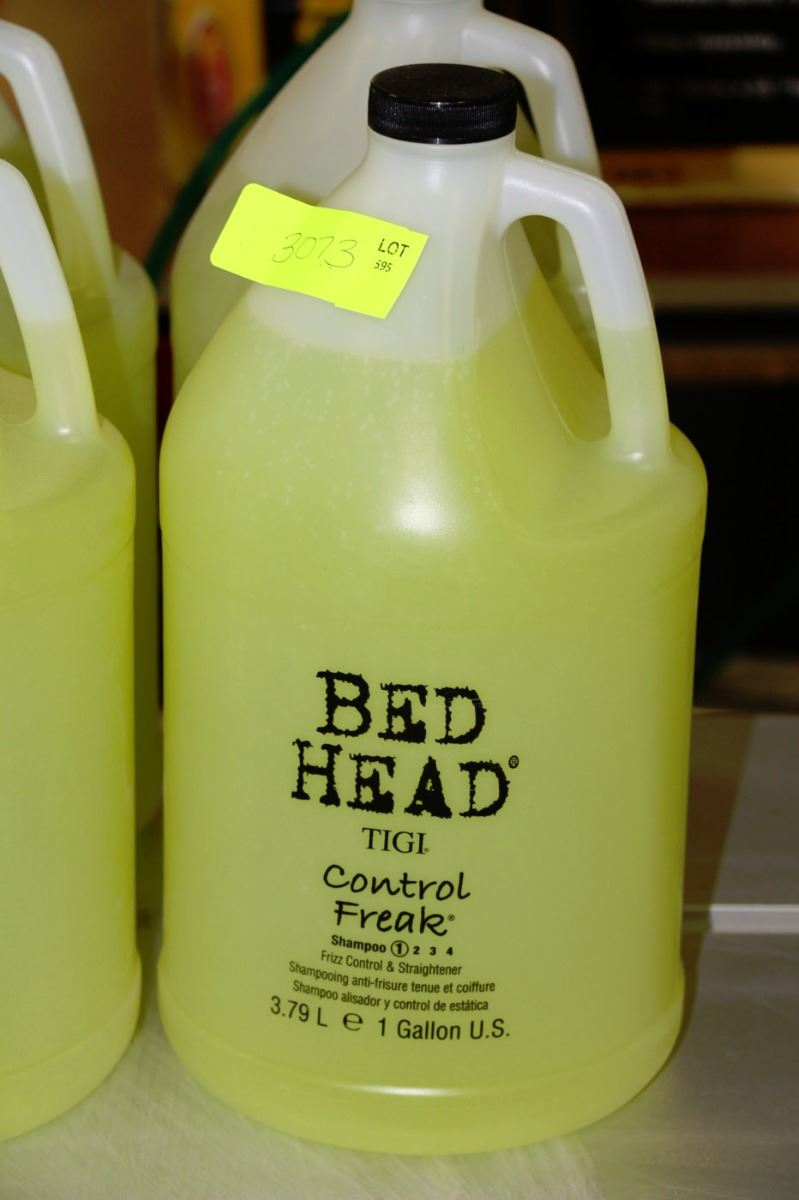 3073 LOT
595
BED
HEAD®
TIGI
Control
Freak®
Shampoo 1 2 3 4
Frizz Control & Straightener
Shampooing anti-frisure tenue et coiffure
Shampoo alisador y control de estática
3.79 L e 1 Gallon U.S.